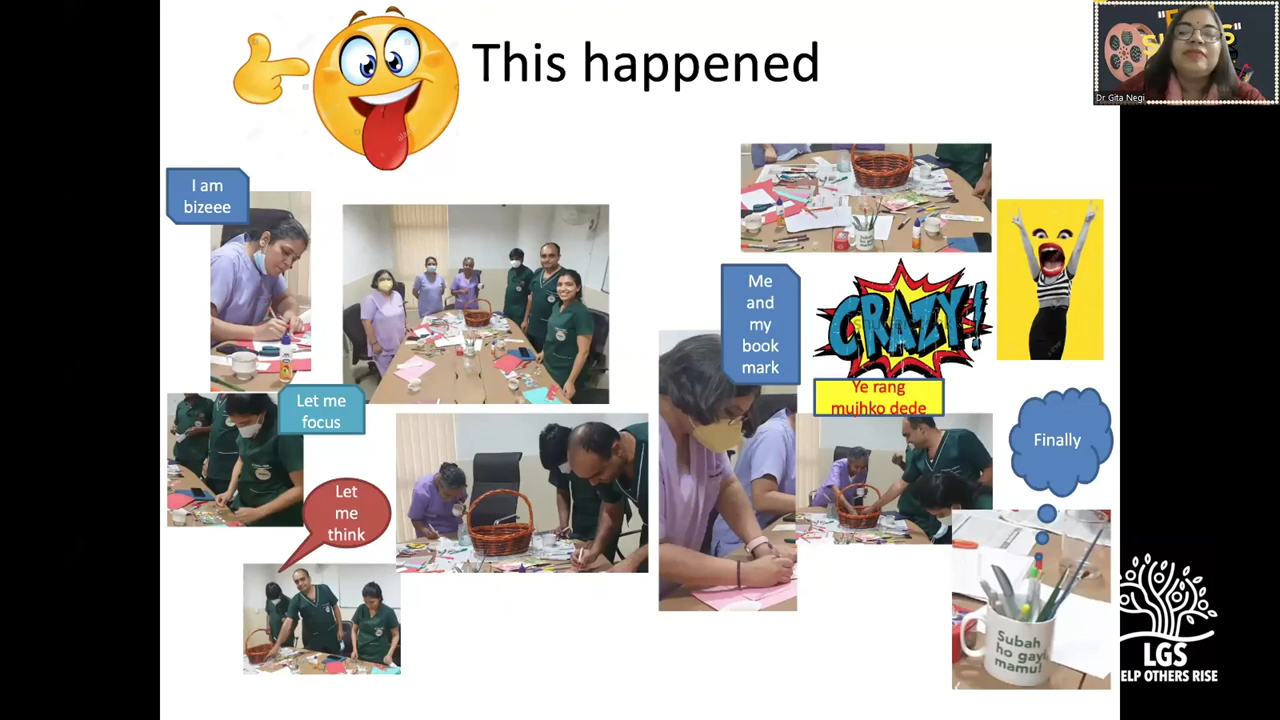 This happened
Dr Gita Negi
I am
bizeee
Let me
focus
Let
me
think
Me
and
my
book
mark
CRAZY!
Ye rang
mujhko dede
Finally
Subah
ho gayi
mamu!
LGS
ELP OTHERS RISE